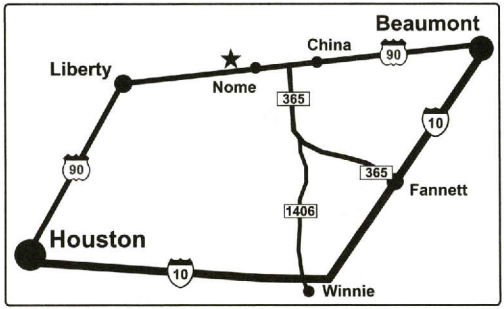 Beaumont
China
90
Liberty
Nome
365
10
90
365
Fannett
1406
Houston
10
Winnie